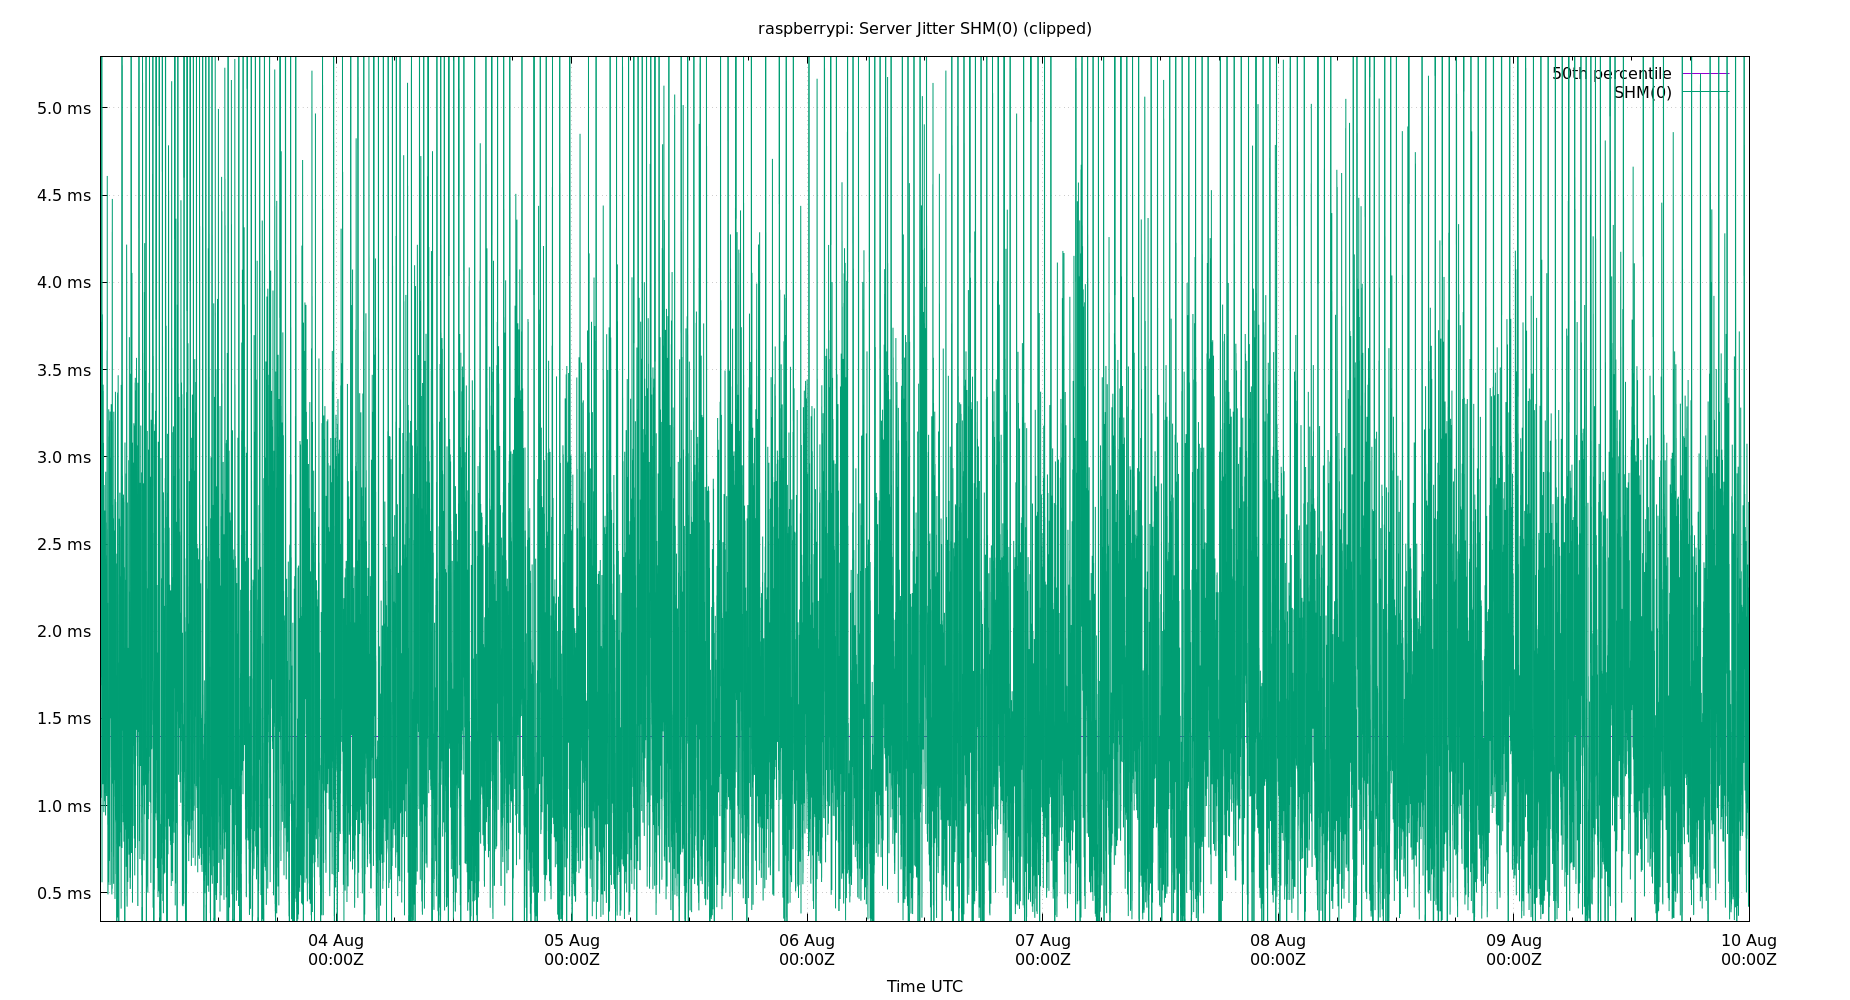 raspberrypi: Server Jitter SHM(0) (clipped)
50th percentile
SHM(0)
5.0 ms
4.5 ms
4.0 ms
3.5 ms
3.0 ms
2.5 ms
2.0 ms
1.5 ms
1.0 ms
0.5 ms
04 Aug 05 Aug 06 Aug 07 Aug 08 Aug 09 Aug 10 Aug
00:00Z 00:00Z 00:00Z 00:00Z 00:00Z 00:00Z 00:00Z
Time UTC